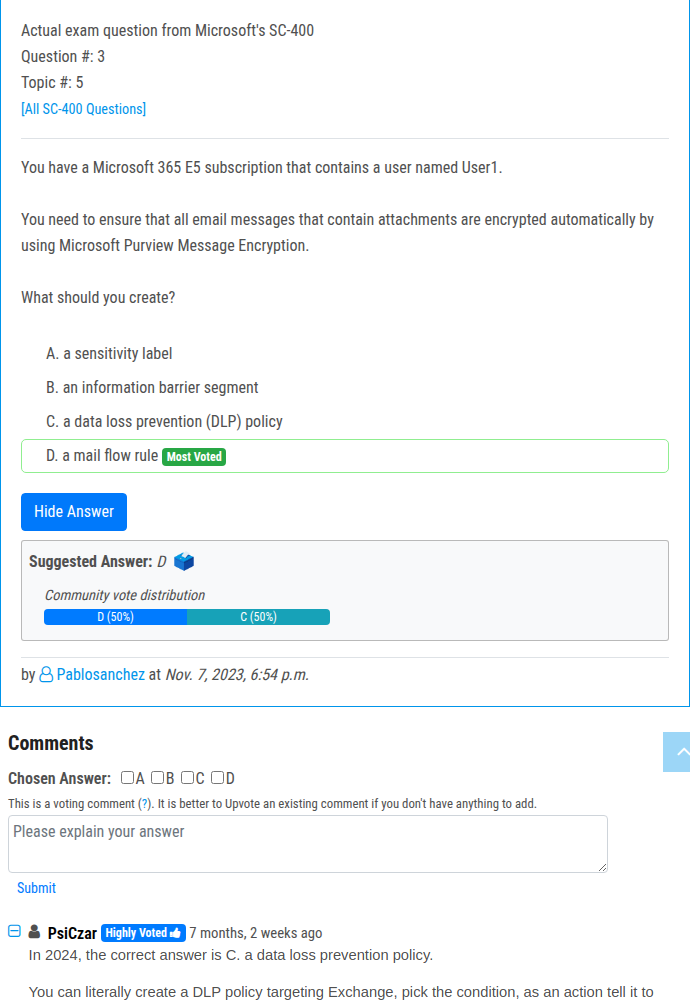 Actual exam question from Microsoft's SC-400
Question #: 3
Topic #: 5
[All SC-400 Questions]
You have a Microsoft 365 E5 subscription that contains a user named User1.
You need to ensure that all email messages that contain attachments are encrypted automatically by
using Microsoft Purview Message Encryption.
What should you create?
A. a sensitivity label
B. an information barrier segment
C. a data loss prevention (DLP) policy
D. a mail flow rule Most Voted
Hide Answer
Suggested Answer: D
Community vote distribution
D (50%) C (50%)
by Pablosanchez at Nov. 7, 2023, 6:54 p.m.
Comments
Chosen Answer: A B C D
This is a voting comment (?). It is better to Upvote an existing comment if you don't have anything to add.
Please explain your answer
Submit
PsiCzar Highly Voted 7 months, 2 weeks ago
In 2024, the correct answer is C. a data loss prevention policy.
You can literally create a DLP policy targeting Exchange, pick the condition, as an action tell it to